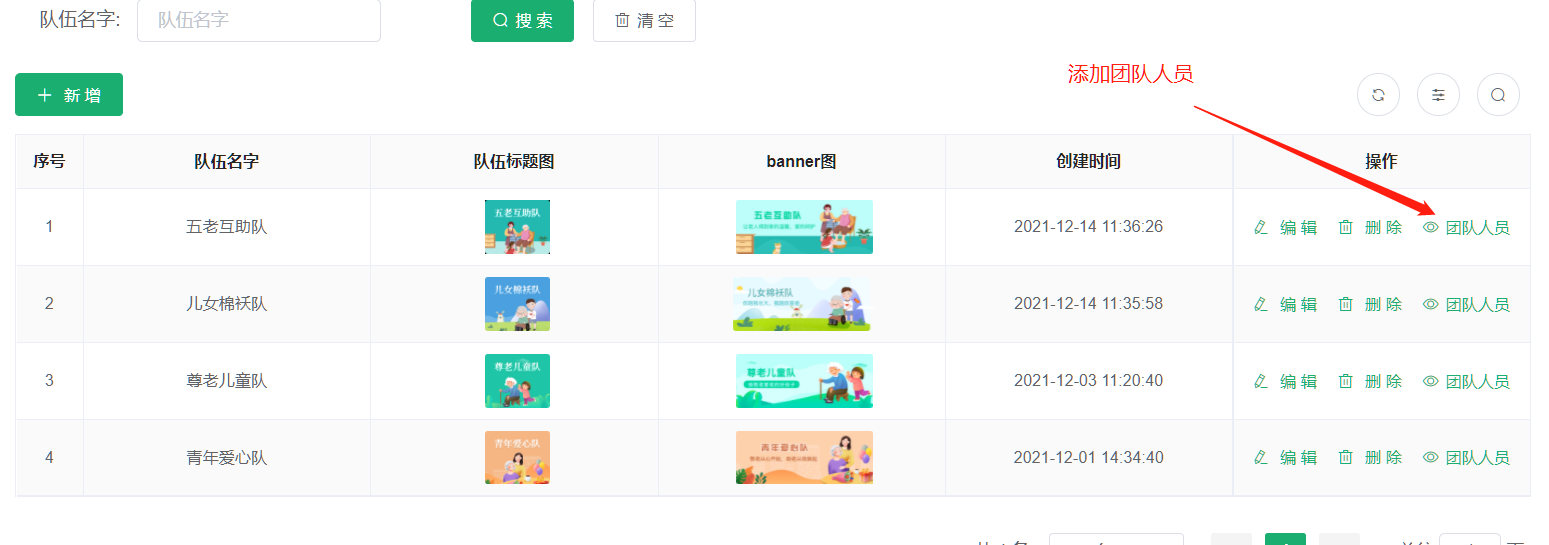 队伍名字: 队伍名字 搜 索 清 空
添加团队人员
新 增
序号 队伍名字 队伍标题图 banner图 创建时间 操作
1 五老互助队 五老互助队 五老互助队 2021-12-14 11:36:26 编 辑 删 除 团队人员
2 儿女棉袄队 儿女棉袄队 儿女棉袄队 2021-12-14 11:35:58 编 辑 删 除 团队人员
3 尊老儿童队 尊老儿童队 尊老儿童队 2021-12-03 11:20:40 编 辑 删 除 团队人员
4 青年爱心队 青年爱心队 青年爱心队 2021-12-01 14:34:40 编 辑 删 除 团队人员